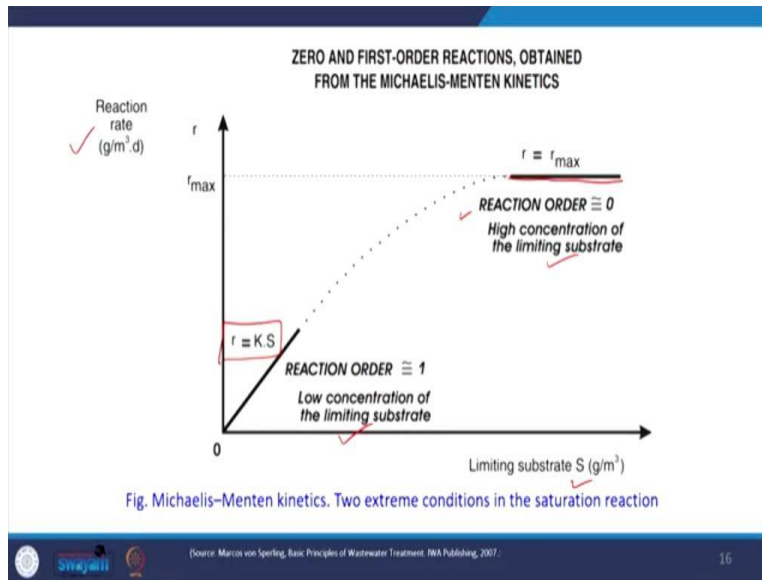 ZERO AND FIRST-ORDER REACTIONS, OBTAINED
FROM THE MICHAELIS-MENTEN KINETICS
Reaction
rate
(g/m³.d)
r
r = rmax
rmax
REACTION ORDER ≅ 0
High concentration of
the limiting substrate
r ≅ K.S
REACTION ORDER ≅ 1
Low concentration of
the limiting substrate
0
Limiting substrate S (g/m³)
Fig. Michaelis–Menten kinetics. Two extreme conditions in the saturation reaction
swayam
(Source: Marcos von Sperling, Basic Principles of Wastewater Treatment. IWA Publishing, 2007.
16